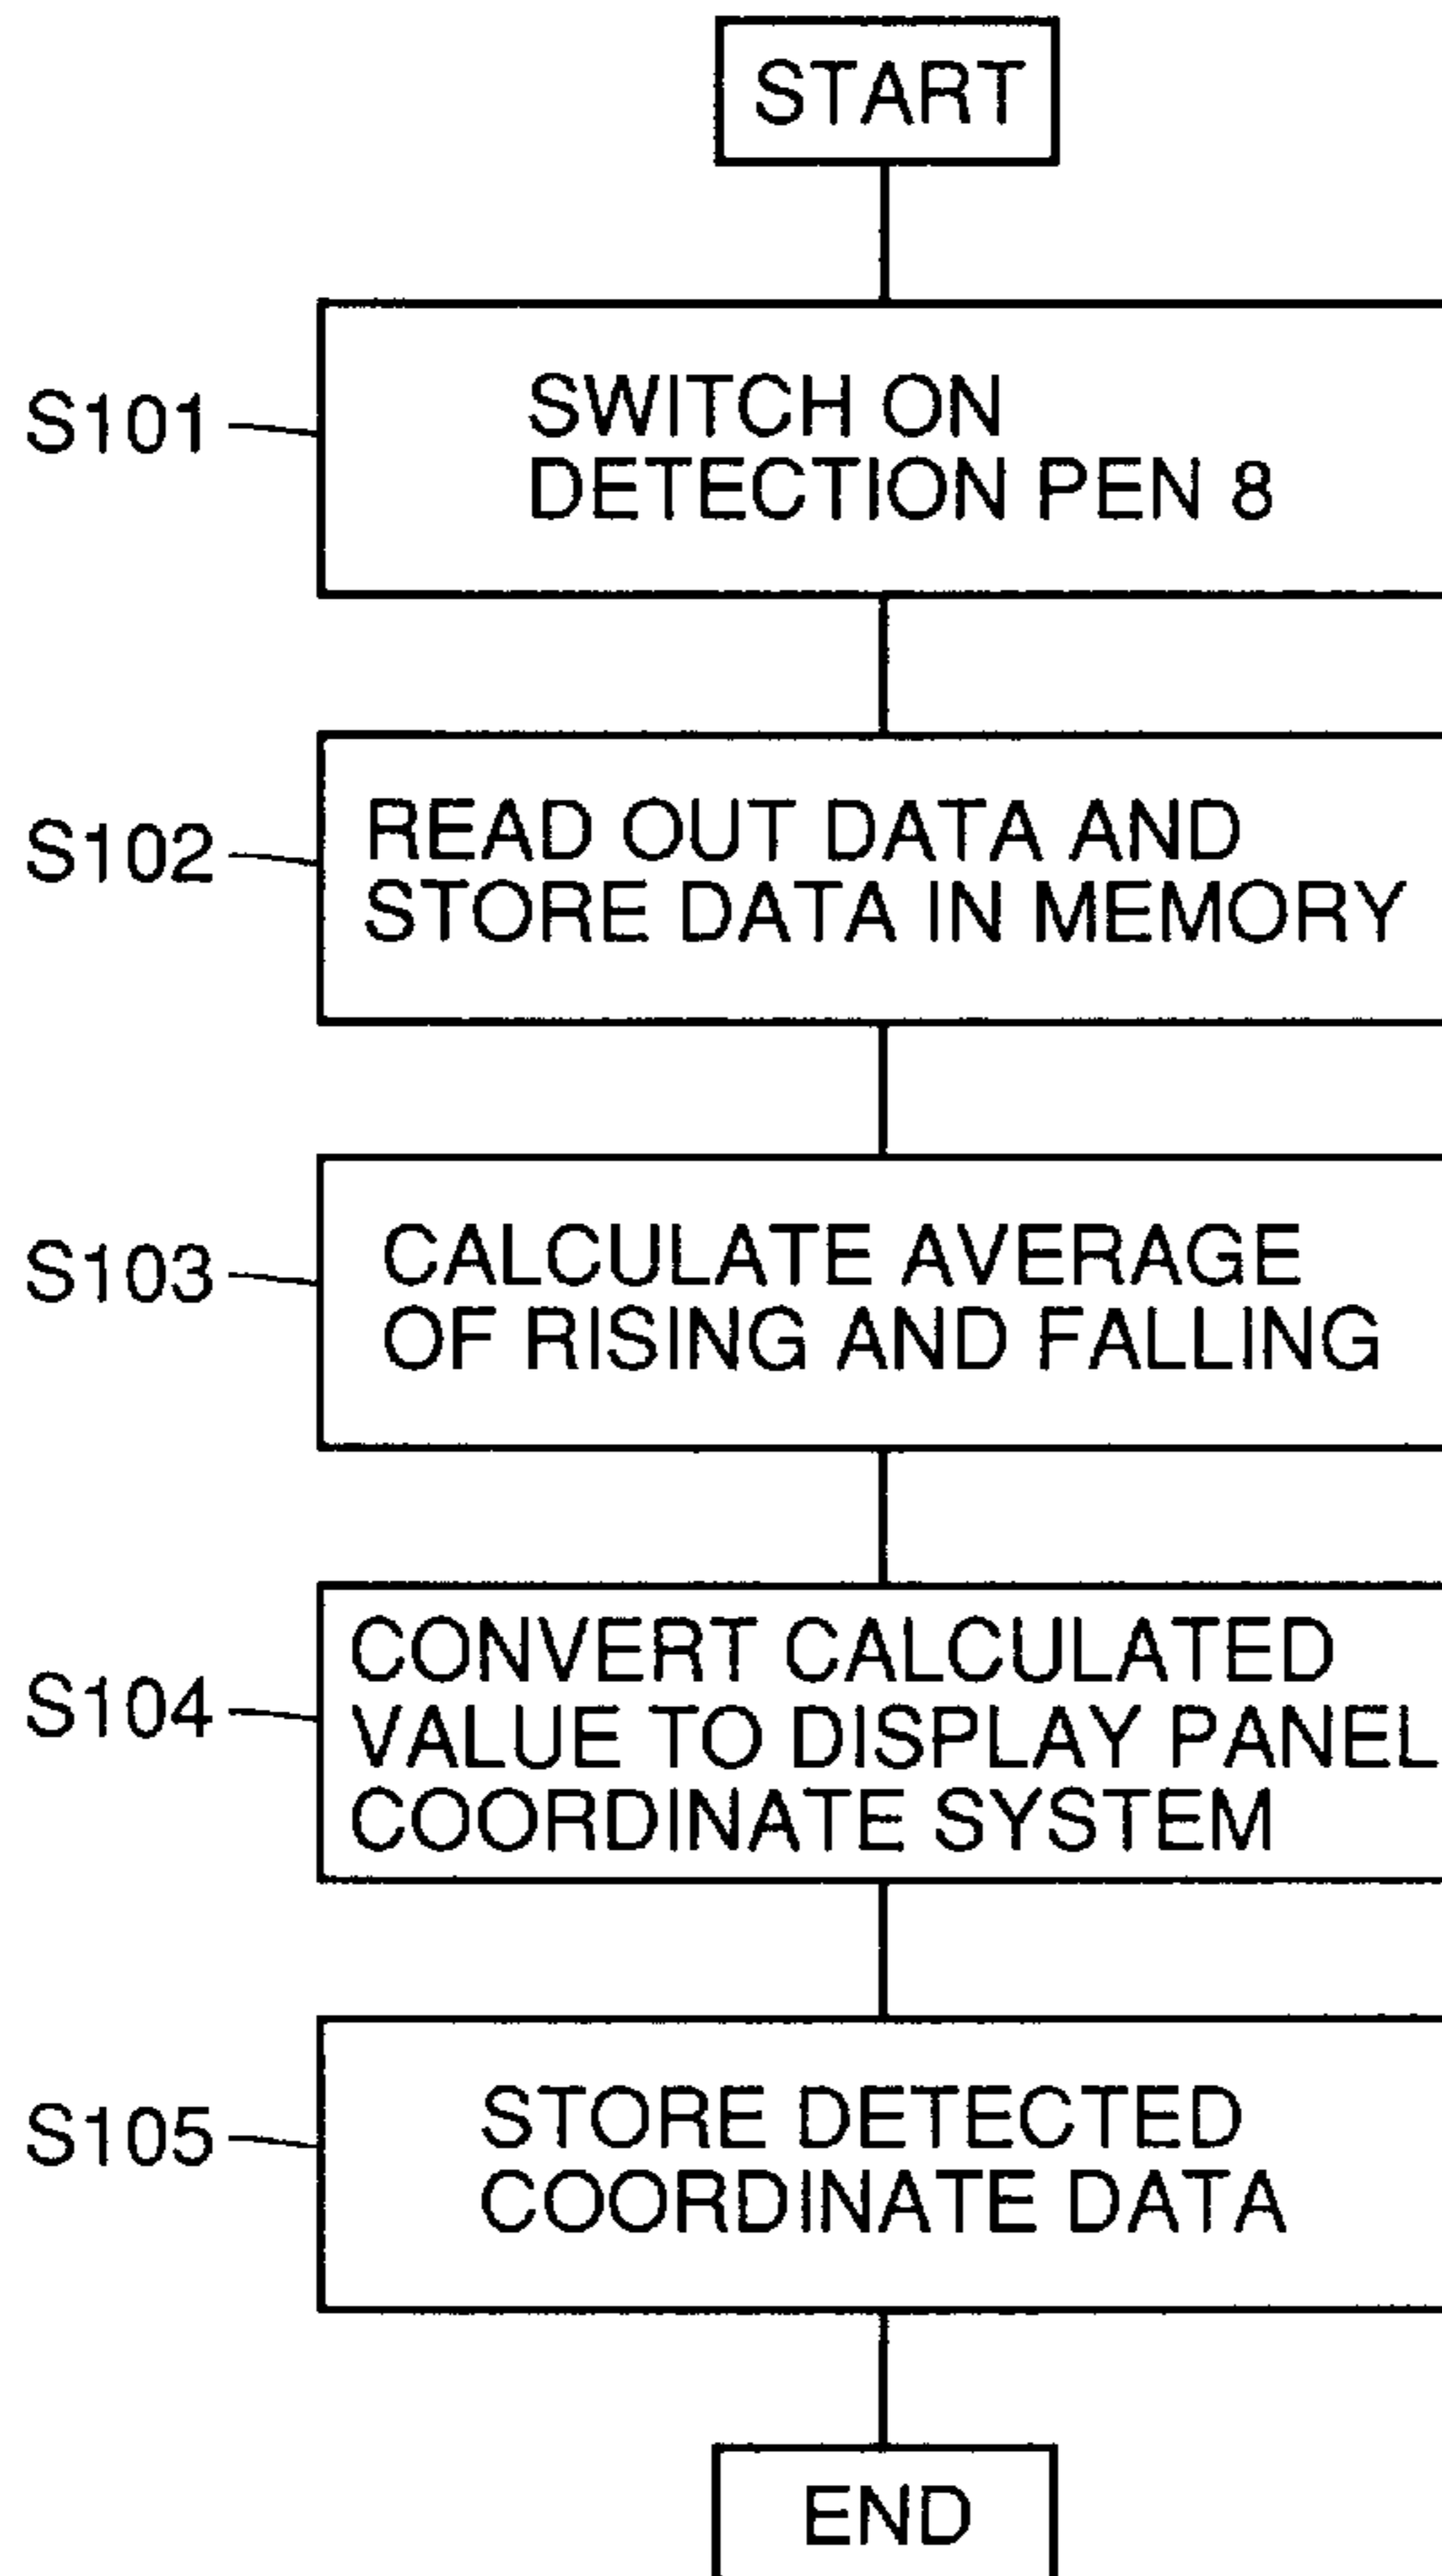 START
S101
SWITCH ON
DETECTION PEN 8
S102
READ OUT DATA AND
STORE DATA IN MEMORY
S103
CALCULATE AVERAGE
OF RISING AND FALLING
S104
CONVERT CALCULATED
VALUE TO DISPLAY PANEL
COORDINATE SYSTEM
S105
STORE DETECTED
COORDINATE DATA
END